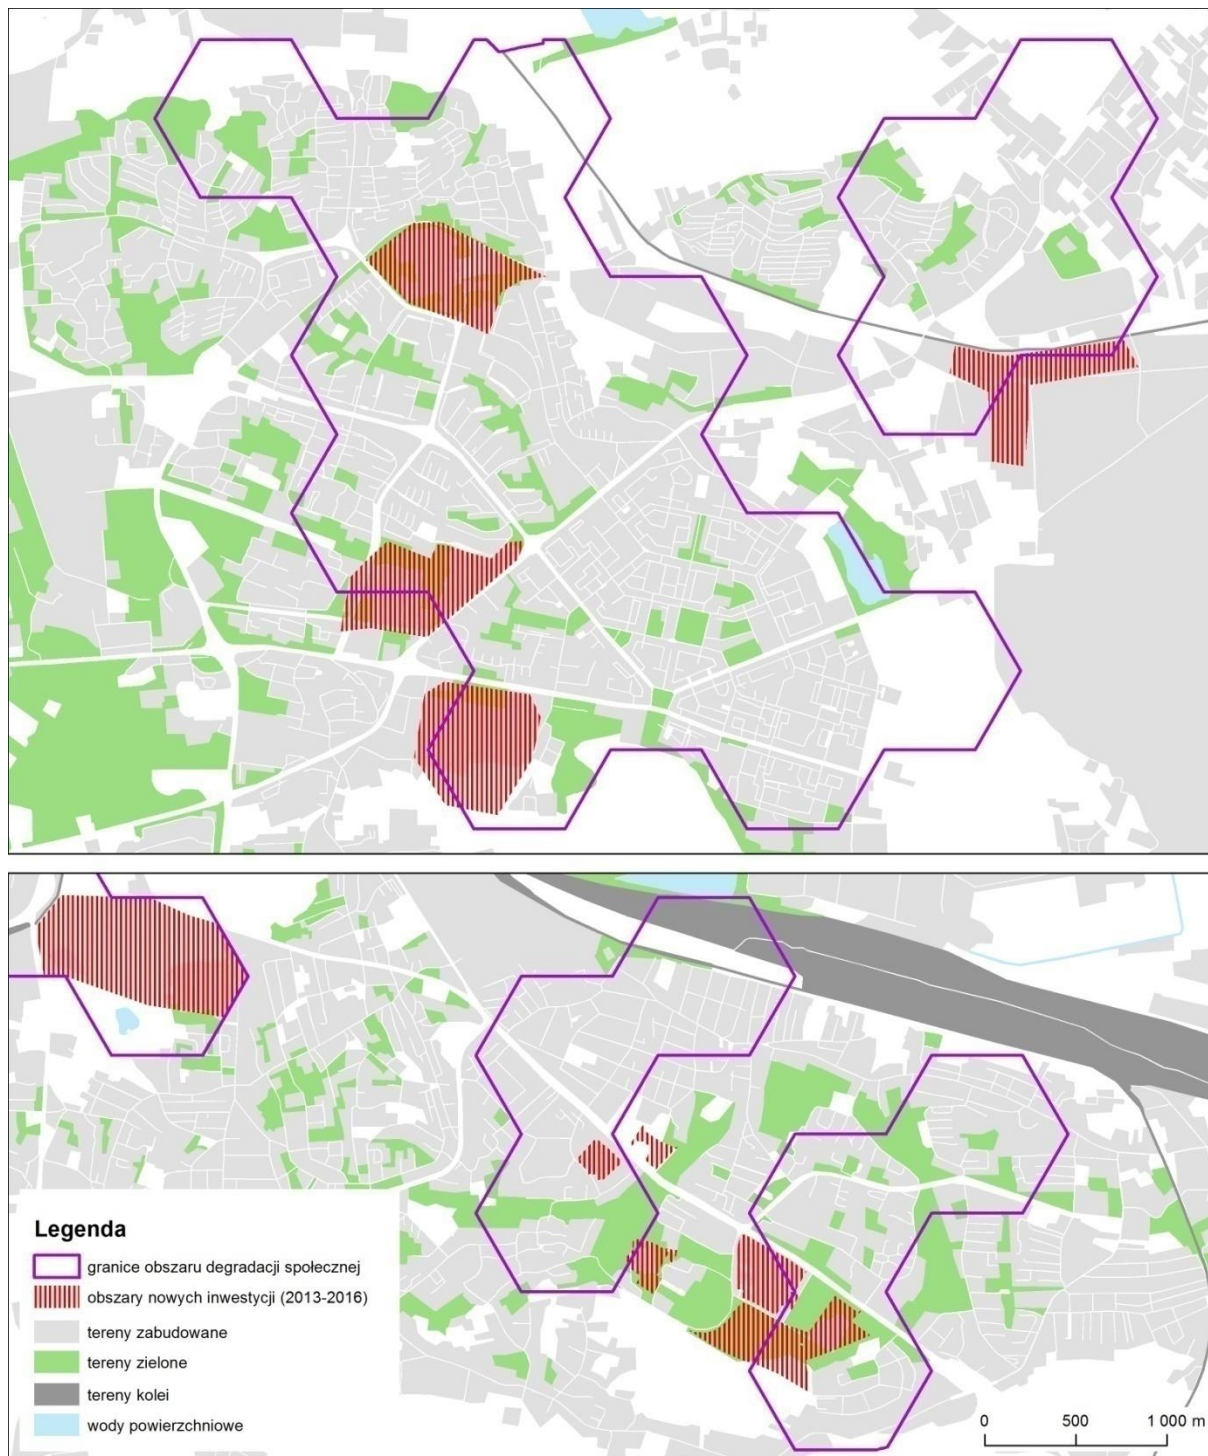 Legenda
granice obszaru degradacji społecznej
obszary nowych inwestycji (2013-2016)
tereny zabudowane
tereny zielone
tereny kolei
wody powierzchniowe
0 500 1 000 m